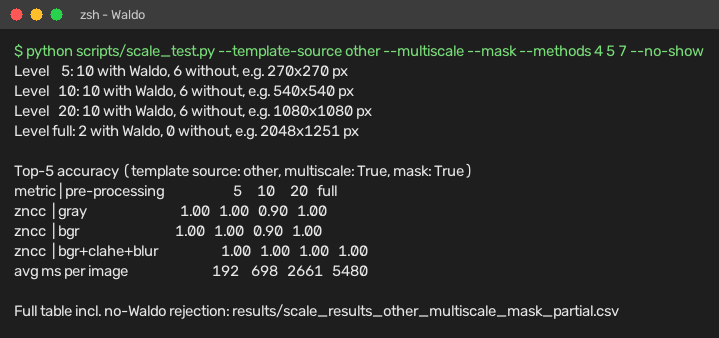 zsh - Waldo
$ python scripts/scale_test.py --template-source other --multiscale --mask --methods 4 5 7 --no-show
Level 5: 10 with Waldo, 6 without, e.g. 270x270 px
Level 10: 10 with Waldo, 6 without, e.g. 540x540 px
Level 20: 10 with Waldo, 6 without, e.g. 1080x1080 px
Level full: 2 with Waldo, 0 without, e.g. 2048x1251 px
Top-5 accuracy (template source: other, multiscale: True, mask: True)
metric | pre-processing 5 10 20 full
zncc | gray 1.00 1.00 0.90 1.00
zncc | bgr 1.00 1.00 0.90 1.00
zncc | bgr+clahe+blur 1.00 1.00 1.00 1.00
avg ms per image 192 698 2661 5480
Full table incl. no-Waldo rejection: results/scale_results_other_multiscale_mask_partial.csv